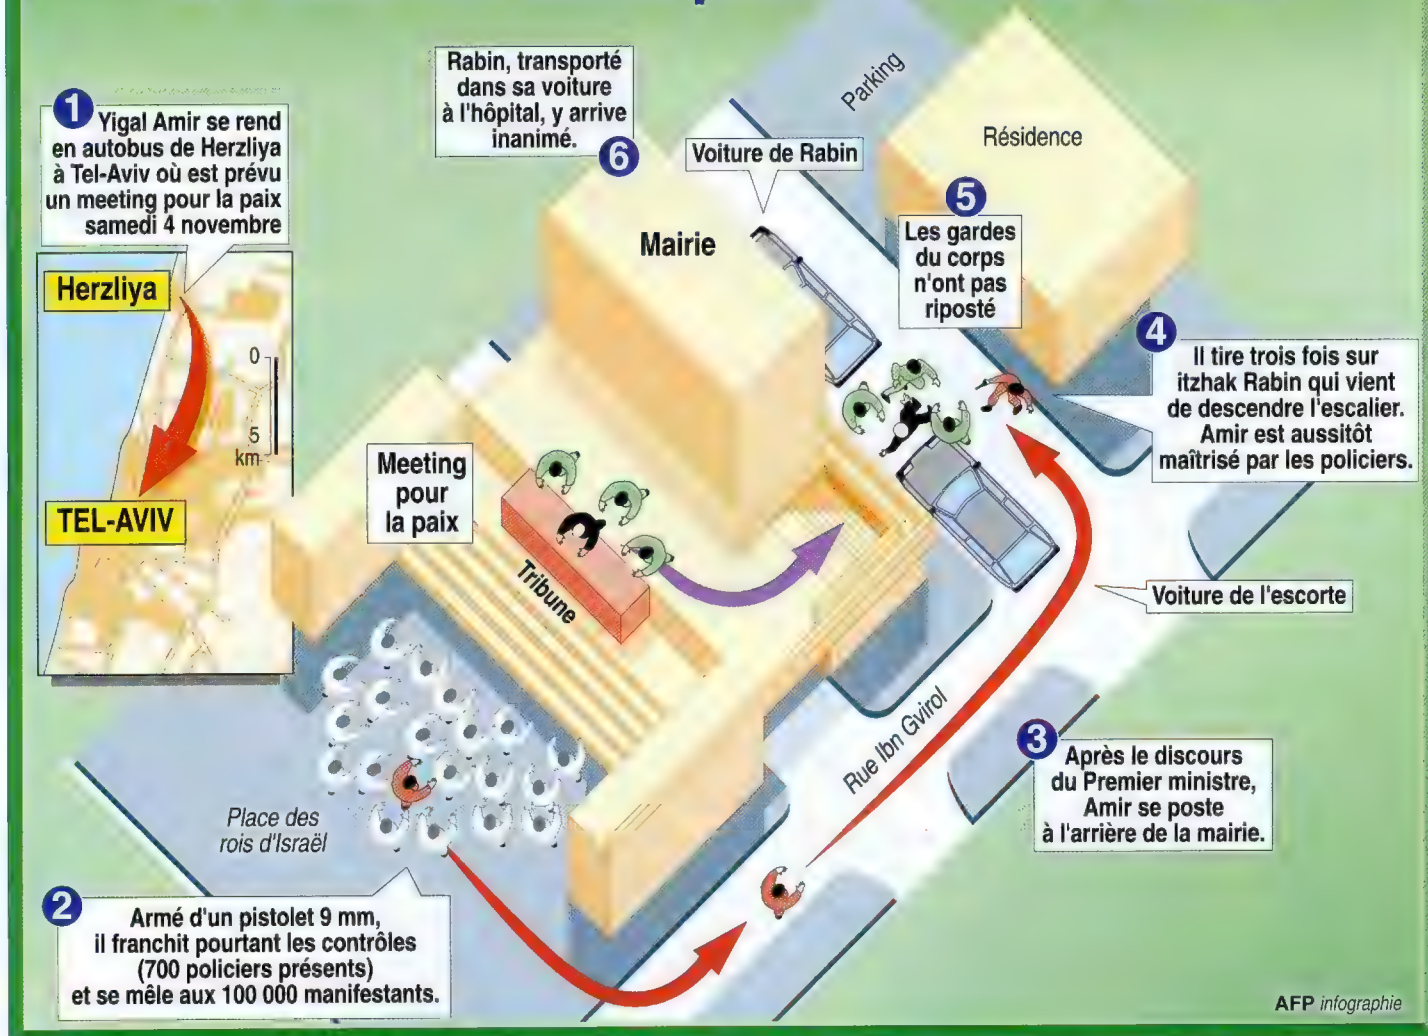 1
Yigal Amir se rend
en autobus de Herzliya
à Tel-Aviv où est prévu
un meeting pour la paix
samedi 4 novembre
Herzliya
0
5
km
TEL-AVIV
2
Armé d'un pistolet 9 mm,
il franchit pourtant les contrôles
(700 policiers présents)
et se mêle aux 100 000 manifestants.
Place des
rois d'Israël
Meeting
pour
la paix
Tribune
Mairie
Rue Ibn Gvirol
3
Après le discours
du Premier ministre,
Amir se poste
à l'arrière de la mairie.
4
Il tire trois fois sur
itzhak Rabin qui vient
de descendre l'escalier.
Amir est aussitôt
maîtrisé par les policiers.
5
Les gardes
du corps
n'ont pas
riposté
Rabin, transporté
dans sa voiture
à l'hôpital, y arrive
inanimé.
6
Voiture de Rabin
Parking
Résidence
Voiture de l'escorte
AFP infographie